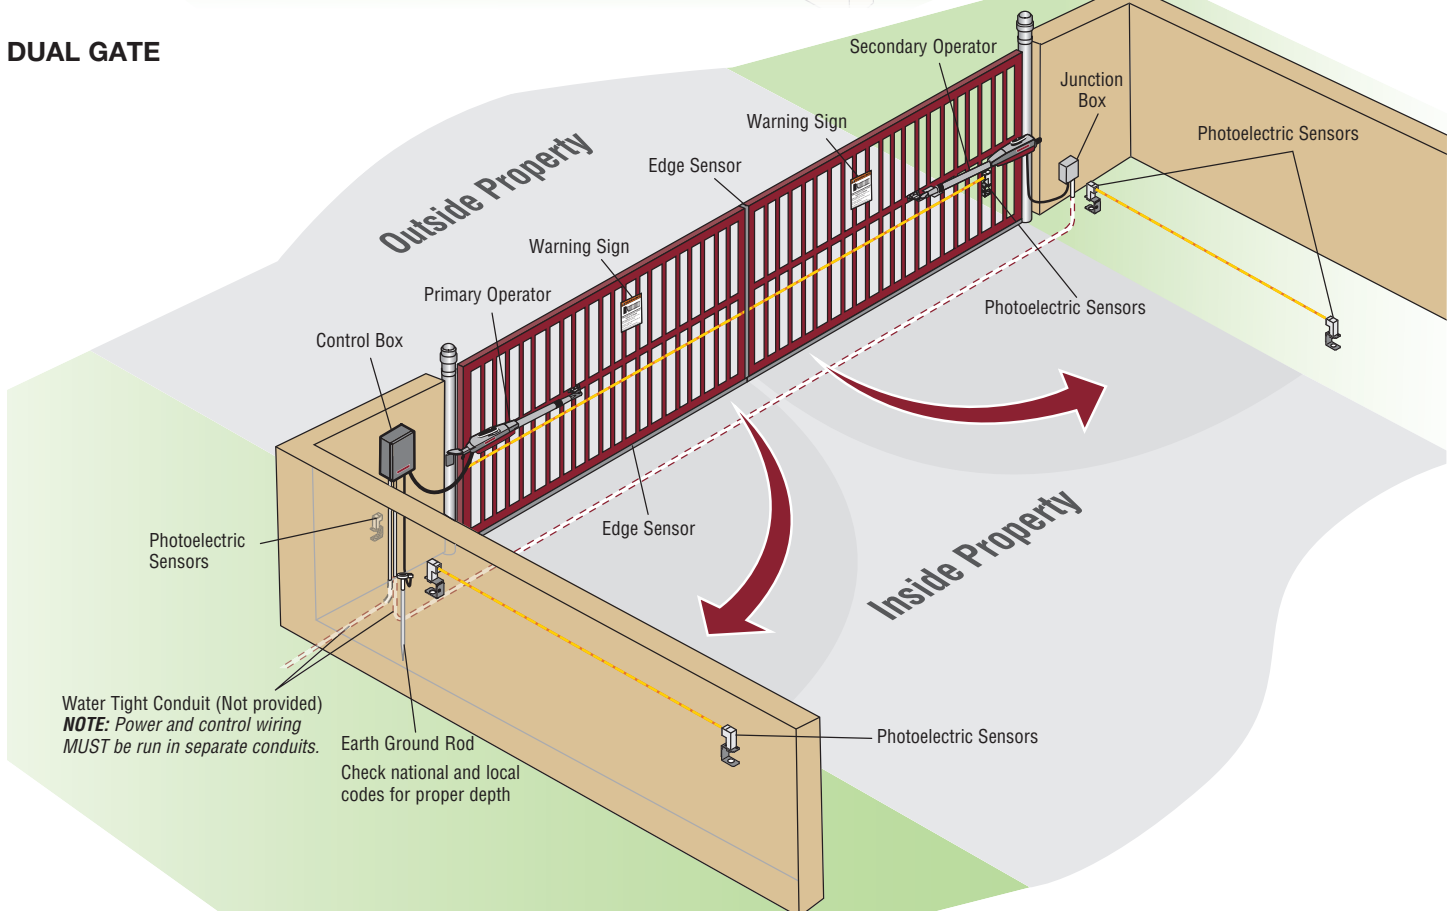 DUAL GATE
Secondary Operator
Junction
Box
Warning Sign
Photoelectric Sensors
Edge Sensor
Outside Property
Warning Sign
Primary Operator
Photoelectric Sensors
Control Box
Edge Sensor
Photoelectric
Sensors
Inside Property
Water Tight Conduit (Not provided)
NOTE: Power and control wiring
MUST be run in separate conduits.
Earth Ground Rod
Check national and local
codes for proper depth
Photoelectric Sensors